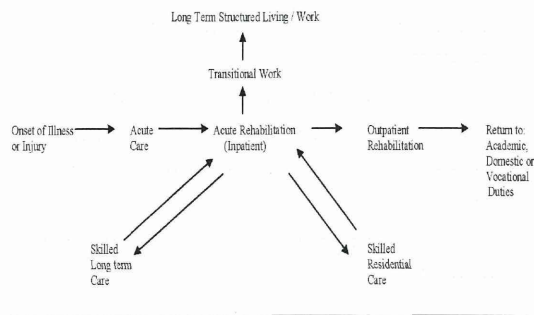 Long Term Structured Living / Work
Transitional Work
Onset of Illness
or Injury
Acute
Care
Acute Rehabilitation
(Inpatient)
Outpatient
Rehabilitation
Return to:
Academic,
Domestic or
Vocational
Duties
Skilled
Long term
Care
Skilled
Residential
Care